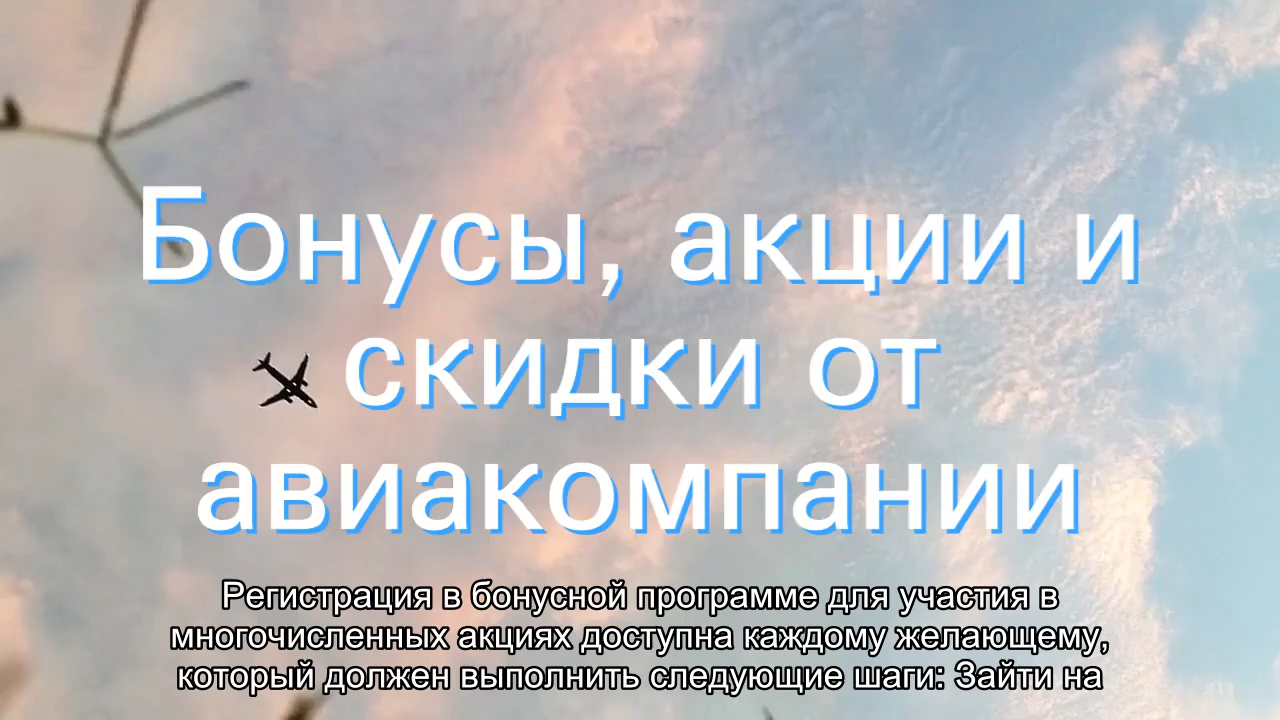 Бонусы, акции и
скидки от
авиакомпании
Регистрация в бонусной программе для участия в
многочисленных акциях доступна каждому желающему,
который должен выполнить следующие шаги: Зайти на